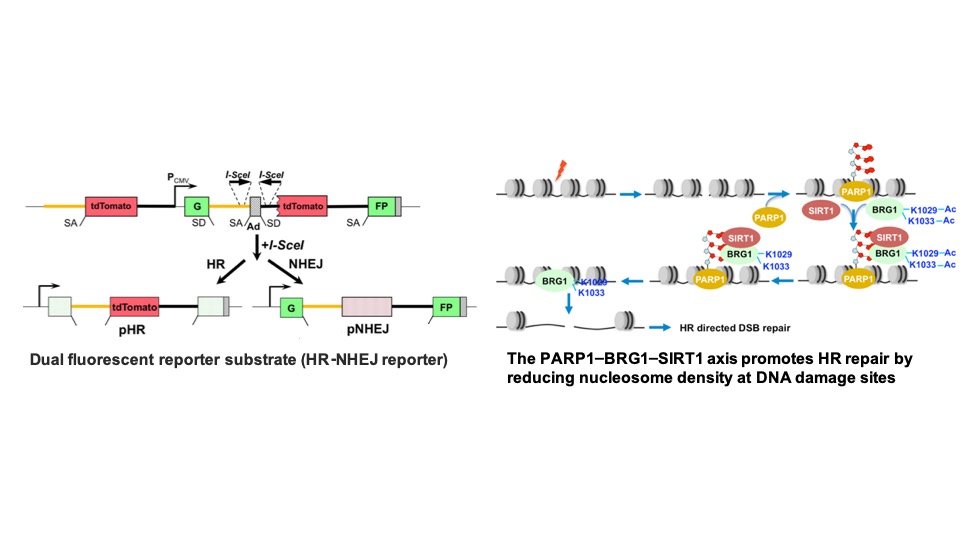 P CMV
I-SceI I-SceI
tdTomato G tdTomato FP
SA SD SA SD SA
Ad
+I-SceI
HR NHEJ
tdTomato G FP
pHR pNHEJ
Dual fluorescent reporter substrate (HR-NHEJ reporter)
PARP1
PARP1
SIRT1 BRG1 K1029–Ac
K1033–Ac
SIRT1
BRG1 K1029
K1033
PARP1
SIRT1
BRG1 K1029–Ac
K1033–Ac
PARP1
BRG1
K1033
HR directed DSB repair
The PARP1–BRG1–SIRT1 axis promotes HR repair by
reducing nucleosome density at DNA damage sites